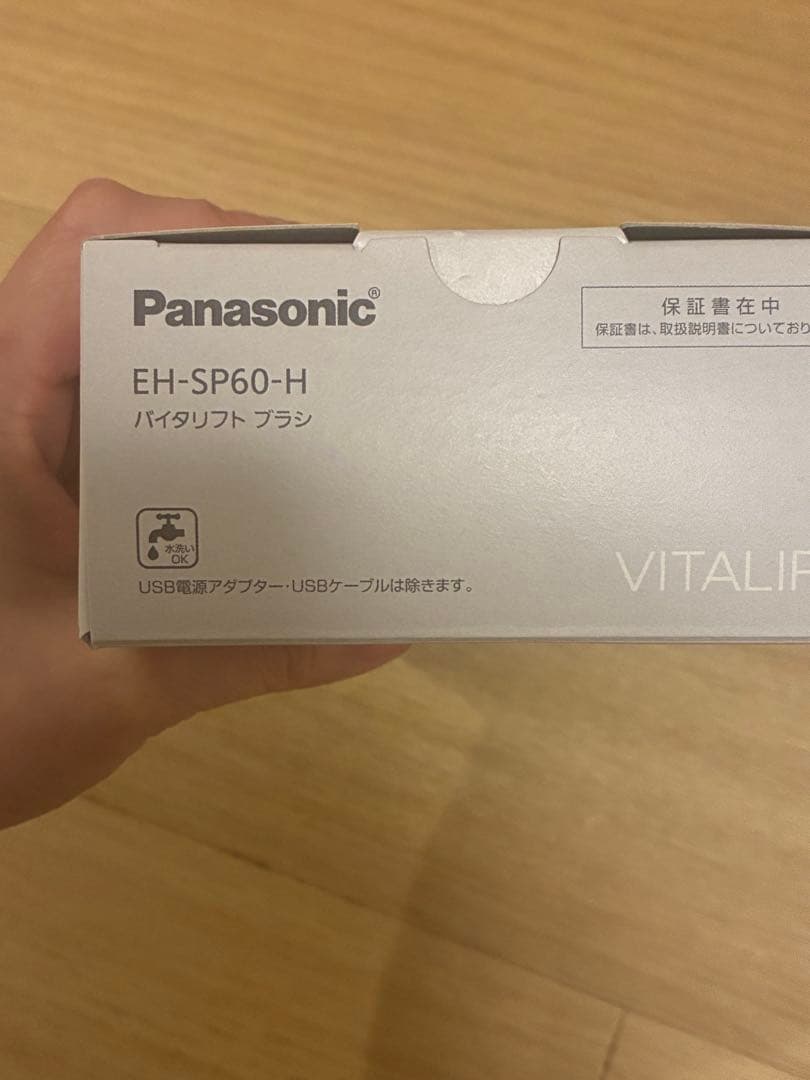 Panasonic®
EH-SP60-H
バイタリフト ブラシ
保証書在中
保証書は、取扱説明書についており
水洗い
OK
USB電源アダプター・USBケーブルは除きます。
VITALIF